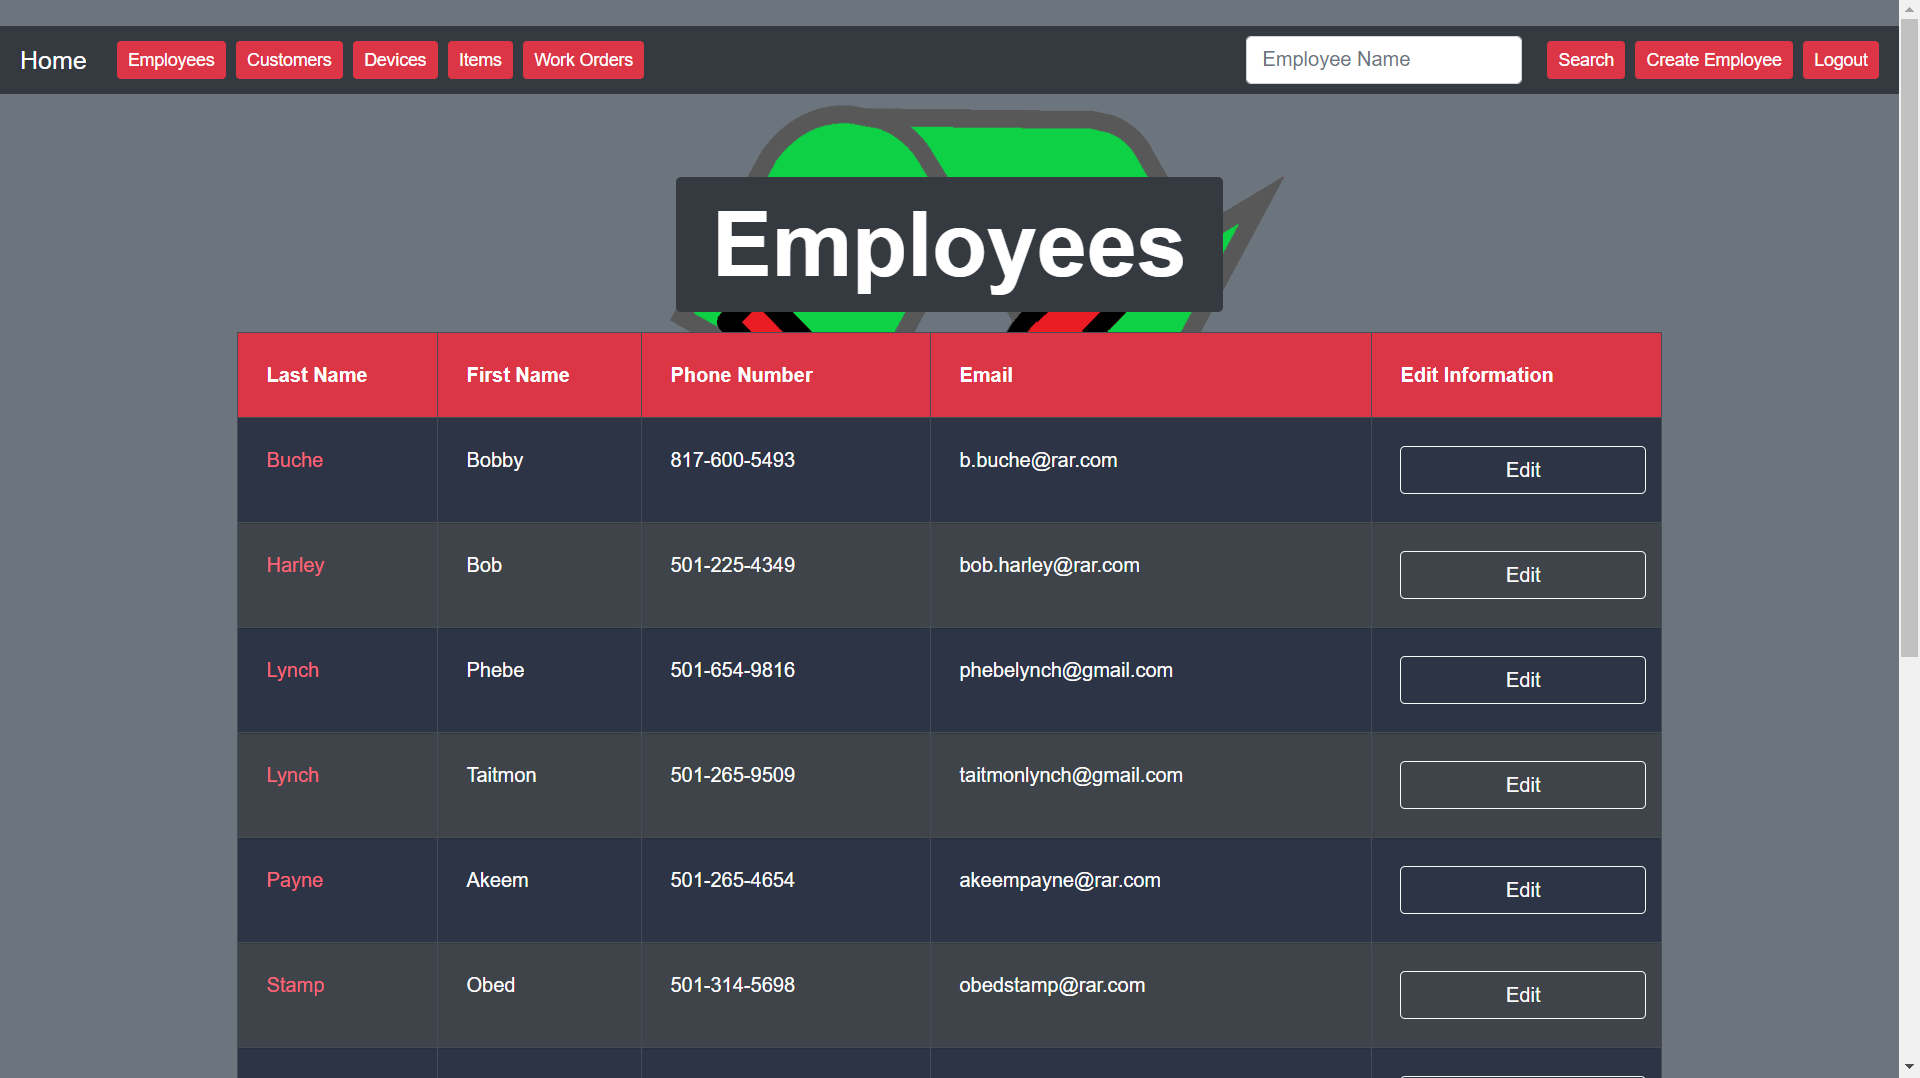 Home Employees Customers Devices Items Work Orders Employee Name Search Create Employee Logout
Employees
Last Name First Name Phone Number Email Edit Information
Buche Bobby 817-600-5493 b.buche@rar.com Edit
Harley Bob 501-225-4349 bob.harley@rar.com Edit
Lynch Phebe 501-654-9816 phebelynch@gmail.com Edit
Lynch Taitmon 501-265-9509 taitmonlynch@gmail.com Edit
Payne Akeem 501-265-4654 akeempayne@rar.com Edit
Stamp Obed 501-314-5698 obedstamp@rar.com Edit